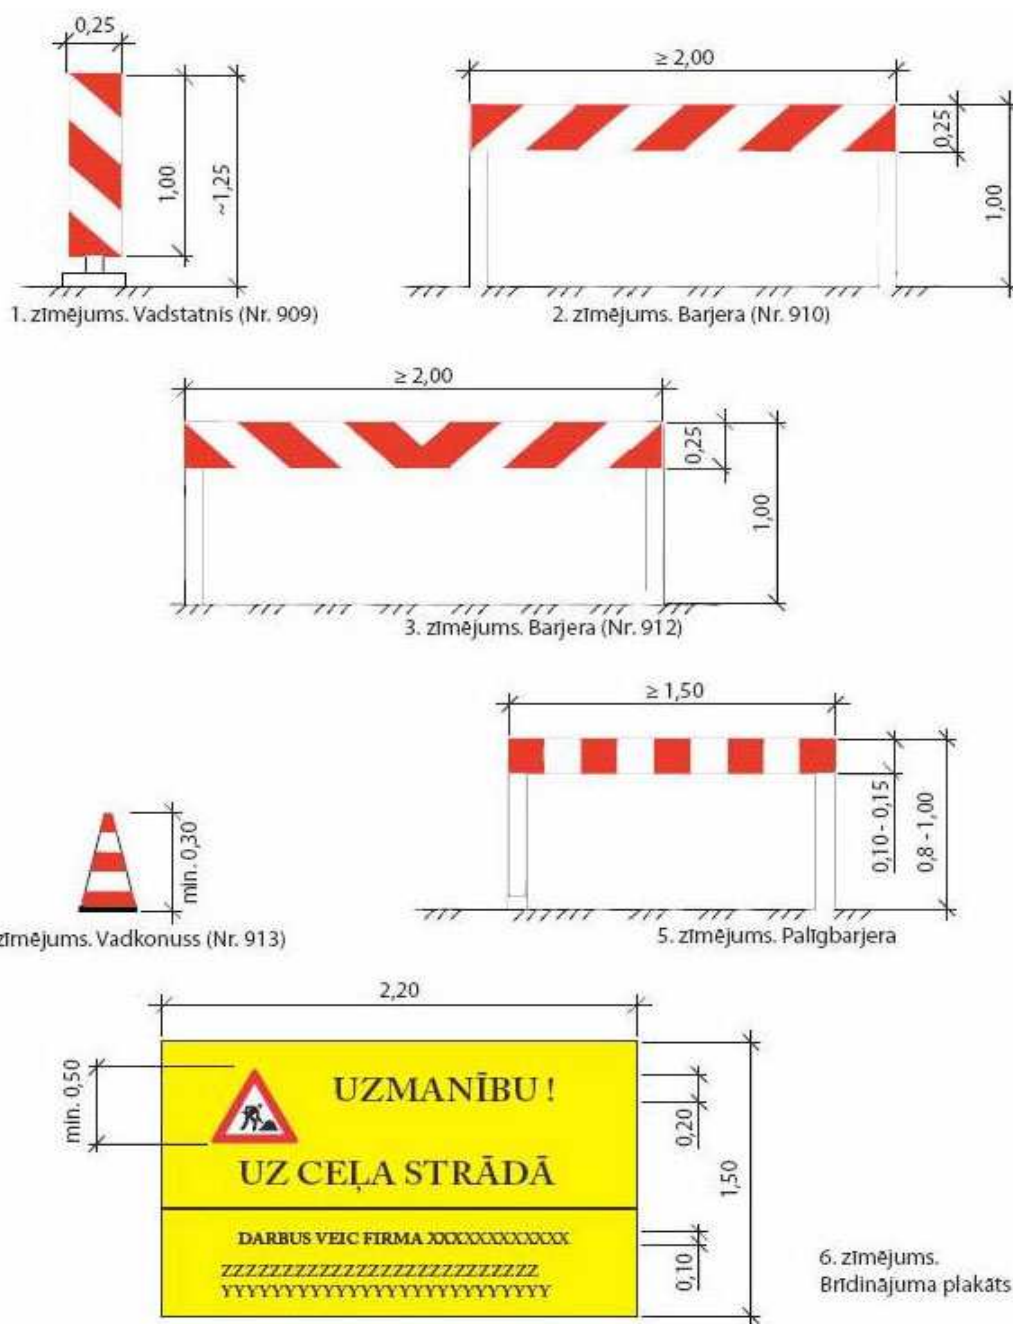 0,25
1,00
~1,25
1. zīmējums. Vadstatnis (Nr. 909)
≥ 2,00
0,25
1,00
2. zīmējums. Barjera (Nr. 910)
≥ 2,00
0,25
1,00
3. zīmējums. Barjera (Nr. 912)
min. 0,30
zīmējums. Vadkonuss (Nr. 913)
≥ 1,50
0,10 - 0,15
0,8 - 1,00
5. zīmējums. Palīgbarjera
2,20
min. 0,50
UZMANĪBU !
0,20
UZ CEĻA STRĀDĀ
1,50
DARBUS VEIC FIRMA XXXXXXXXXXXXX
0,10
ZZZZZZZZZZZZZZZZZZZZZZZZZZ
YYYYYYYYYYYYYYYYYYYYYYYYYY
6. zīmējums.
Brīdinājuma plakāts